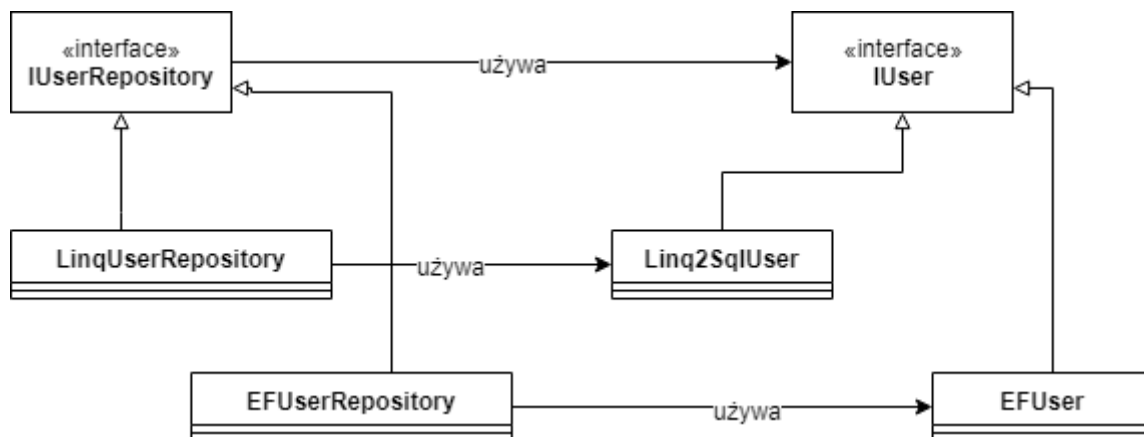 «interface»
IUserRepository
używa
«interface»
IUser
LinqUserRepository
używa
Linq2SqlUser
EFUserRepository
używa
EFUser